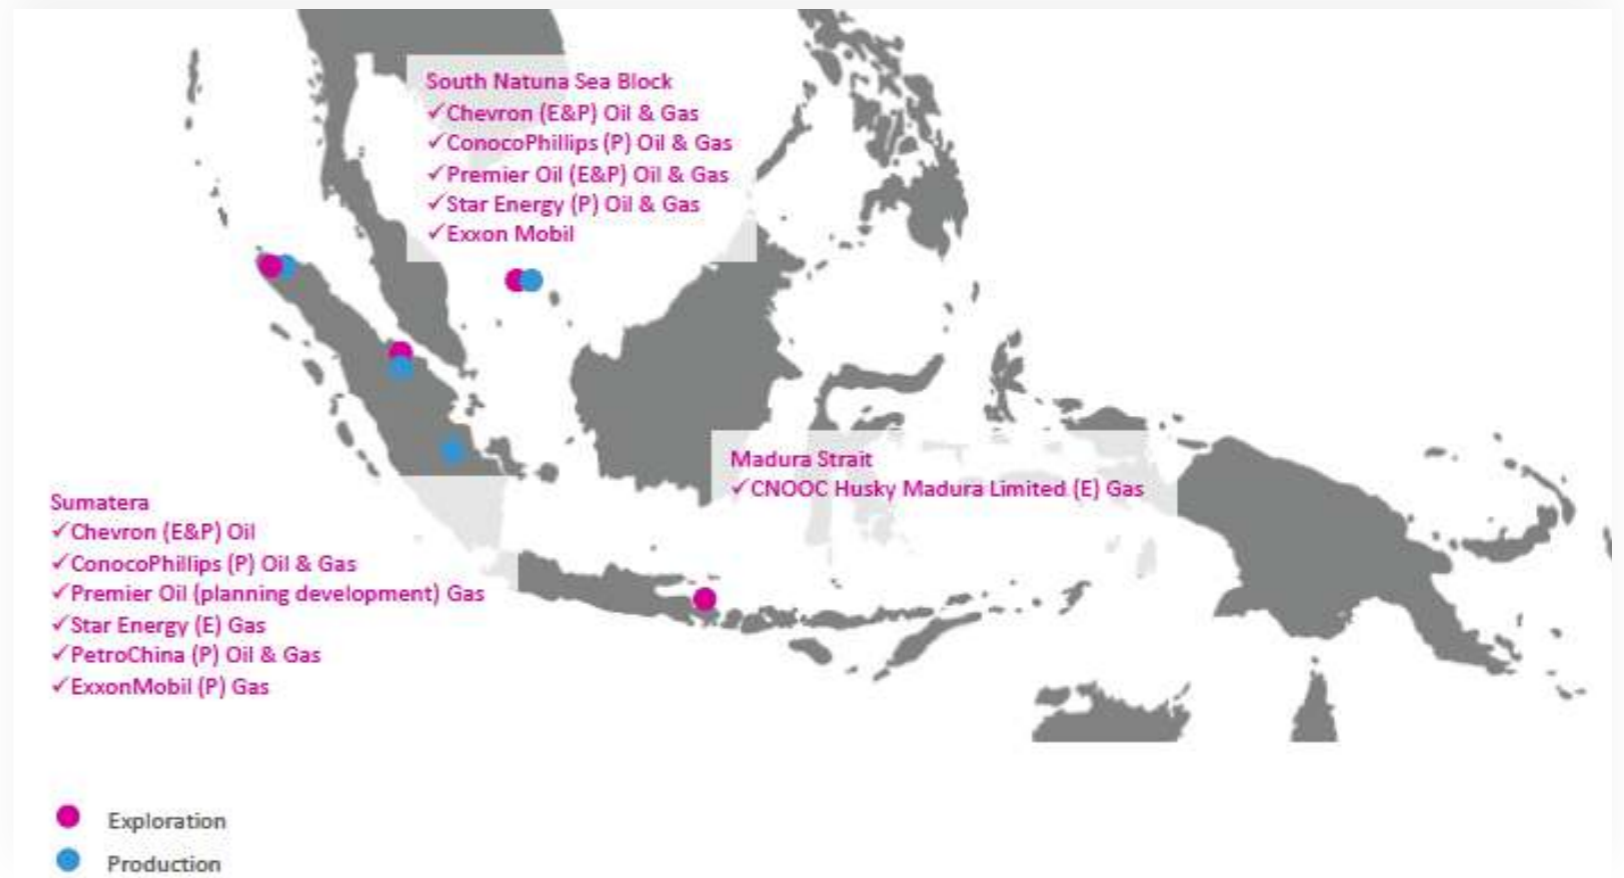 South Natuna Sea Block
✓Chevron (E&P) Oil & Gas
✓ConocoPhillips (P) Oil & Gas
✓Premier Oil (E&P) Oil & Gas
✓Star Energy (P) Oil & Gas
✓Exxon Mobil
Madura Strait
✓CNOOC Husky Madura Limited (E) Gas
Sumatera
✓Chevron (E&P) Oil
✓ConocoPhillips (P) Oil & Gas
✓Premier Oil (planning development) Gas
✓Star Energy (E) Gas
✓PetroChina (P) Oil & Gas
✓ExxonMobil (P) Gas
Exploration
Production